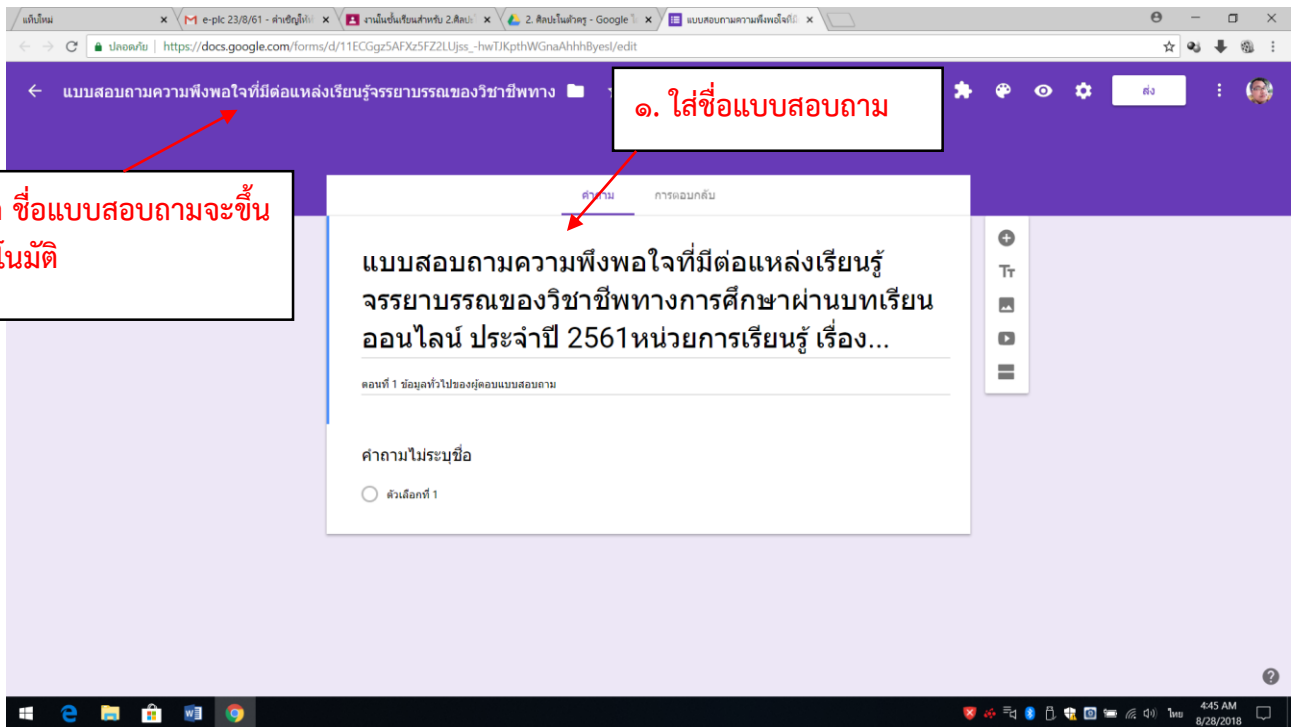 แท็บใหม่
e-plc 23/8/61 - คำเชิญให้
งานในชั้นเรียนสำหรับ 2.ศิลปะ
2. ศิลปะในตัวครู - Google
แบบสอบถามความพึงพอใจที่มี
ปลอดภัย | https://docs.google.com/forms/d/11ECGgz5AFXz5FZ2LUjss_-hwTJKpthWGnaAhhhByesI/edit
แบบสอบถามความพึงพอใจที่มีต่อแหล่งเรียนรู้จรรยาบรรณของวิชาชีพทาง
ส่ง
๑. ใส่ชื่อแบบสอบถาม
ชื่อแบบสอบถามจะขึ้น
โนมัติ
คำถาม
การตอบกลับ
แบบสอบถามความพึงพอใจที่มีต่อแหล่งเรียนรู้
จรรยาบรรณของวิชาชีพทางการศึกษาผ่านบทเรียน
ออนไลน์ ประจำปี 2561หน่วยการเรียนรู้ เรื่อง...
ตอนที่ 1 ข้อมูลทั่วไปของผู้ตอบแบบสอบถาม
คำถามไม่ระบุชื่อ
ตัวเลือกที่ 1
ไทย
4:45 AM
8/28/2018